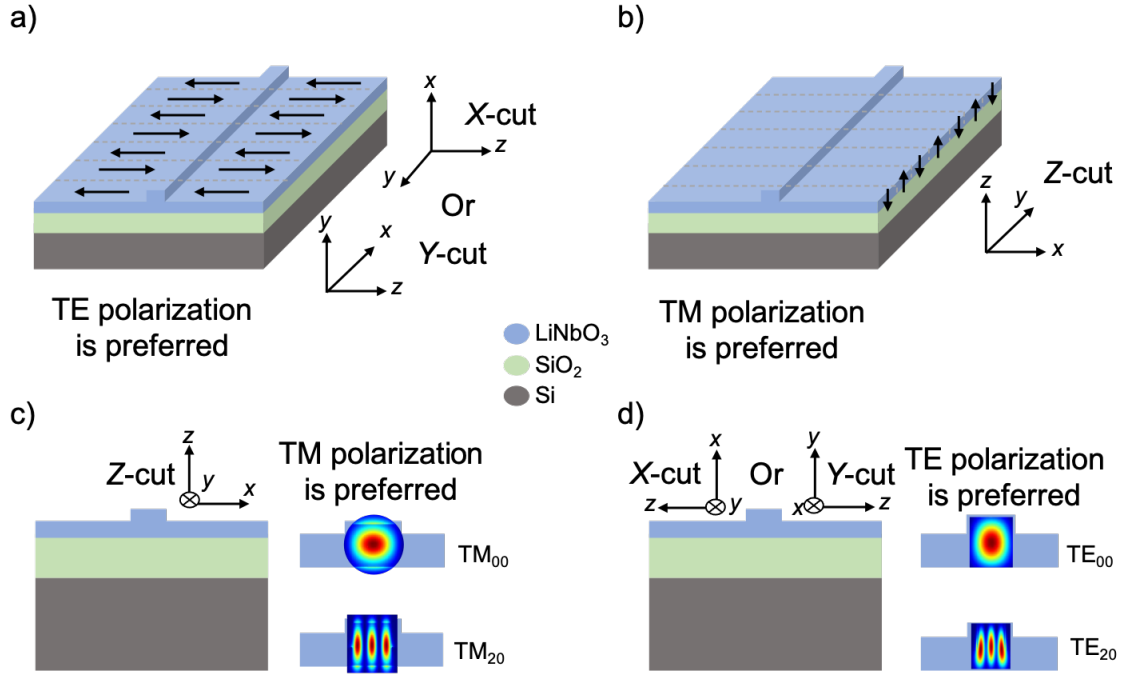 a)
x
X-cut
z
y
Or
y
x
Y-cut
z
TE polarization
is preferred
b)
z
y
Z-cut
x
TM polarization
is preferred
LiNbO3
SiO2
Si
c)
z
Z-cut
y
x
TM polarization
is preferred
TM00
TM20
d)
x
y
X-cut
Or
Y-cut
z
y
x
z
TE polarization
is preferred
TE00
TE20